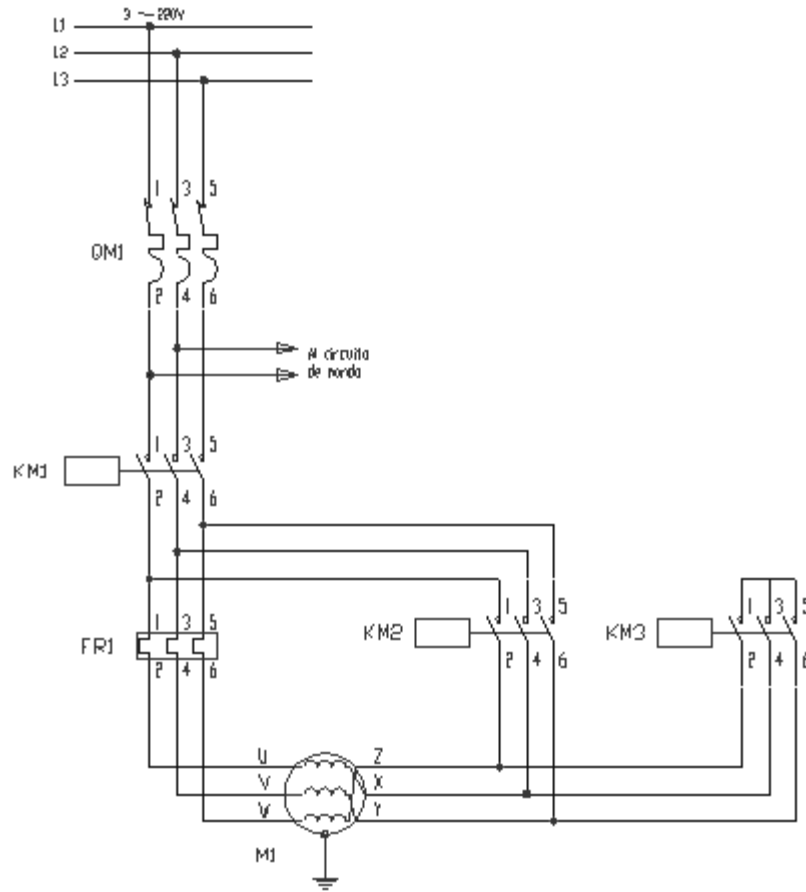 3 ~ 220V
L1
L2
L3
1 3 5
QM1
2 4 6
Al circuito
de mando
1 3 5
KM1
2 4 6
1 3 5
FR1
2 4 6
1 3 5
KM2
2 4 6
1 3 5
KM3
2 4 6
U Z
V X
W Y
M1